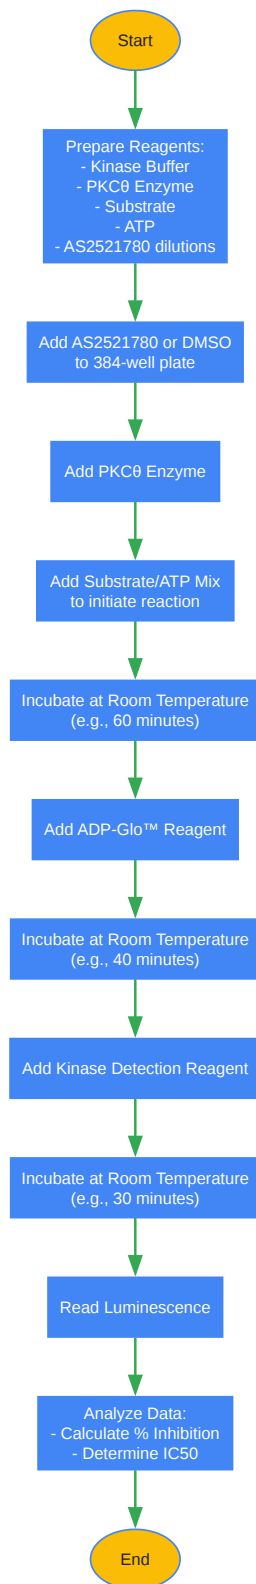 Start
Prepare Reagents:
- Kinase Buffer
- PKCθ Enzyme
- Substrate
- ATP
- AS2521780 dilutions
Add AS2521780 or DMSO
to 384-well plate
Add PKCθ Enzyme
Add Substrate/ATP Mix
to initiate reaction
Incubate at Room Temperature
(e.g., 60 minutes)
Add ADP-Glo™ Reagent
Incubate at Room Temperature
(e.g., 40 minutes)
Add Kinase Detection Reagent
Incubate at Room Temperature
(e.g., 30 minutes)
Read Luminescence
Analyze Data:
- Calculate % Inhibition
- Determine IC50
End